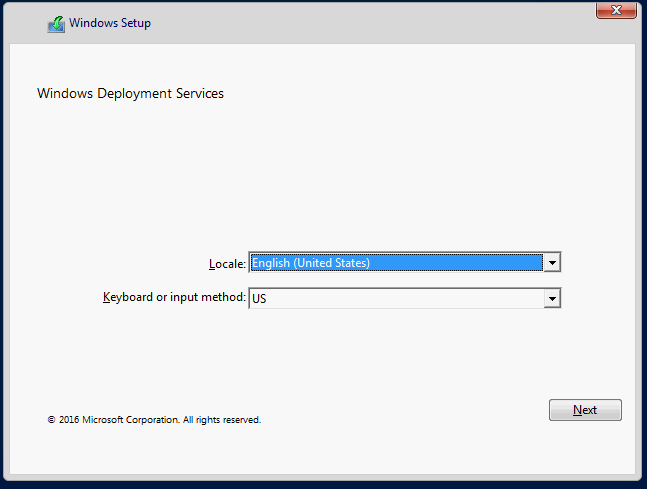 Windows Setup
Windows Deployment Services
Locale: English (United States)
Keyboard or input method: US
Next
© 2016 Microsoft Corporation. All rights reserved.